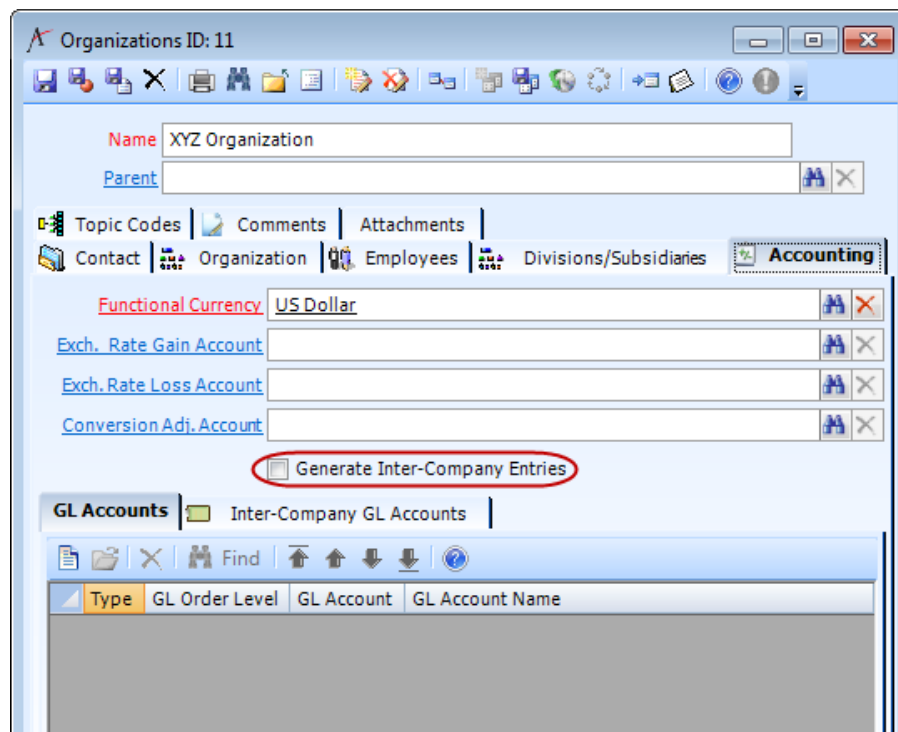 Organizations ID: 11
Name XYZ Organization
Parent
Topic Codes Comments Attachments
Contact Organization Employees Divisions/Subsidiaries Accounting
Functional Currency US Dollar
Exch. Rate Gain Account
Exch. Rate Loss Account
Conversion Adj. Account
Generate Inter-Company Entries
GL Accounts Inter-Company GL Accounts
Find
Type GL Order Level GL Account GL Account Name